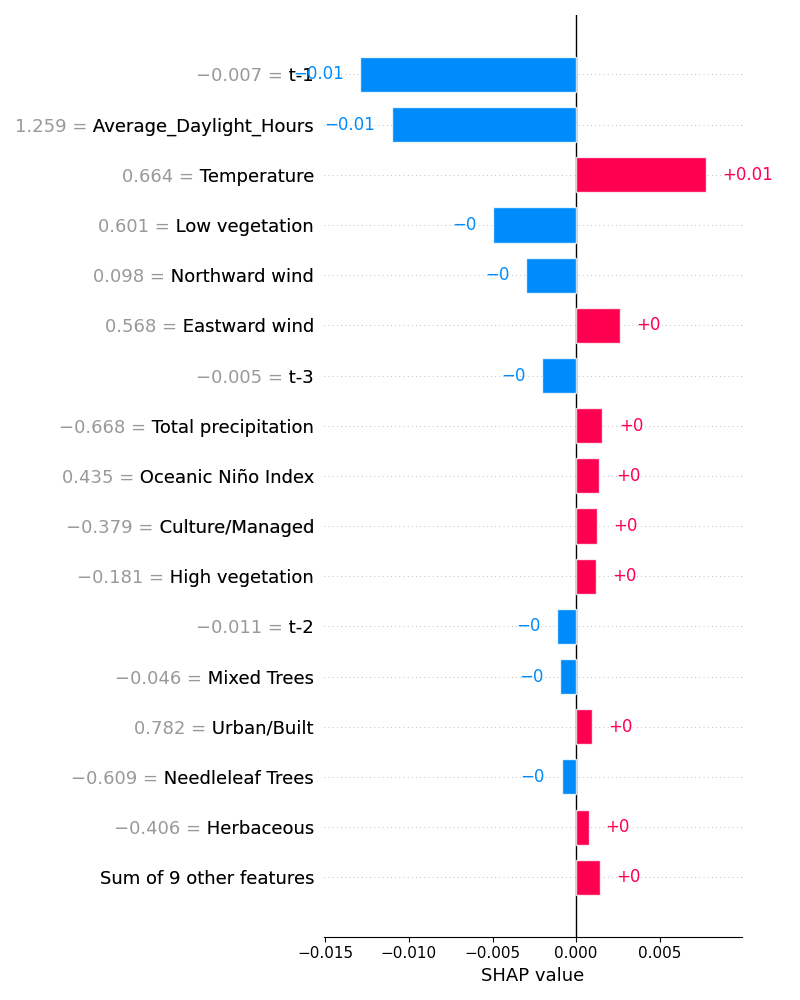 −0.007 = t-1 −0.01
1.259 = Average_Daylight_Hours −0.01
0.664 = Temperature +0.01
0.601 = Low vegetation −0
0.098 = Northward wind −0
0.568 = Eastward wind +0
−0.005 = t-3 −0
−0.668 = Total precipitation +0
0.435 = Oceanic Niño Index +0
−0.379 = Culture/Managed +0
−0.181 = High vegetation +0
−0.011 = t-2 −0
−0.046 = Mixed Trees −0
0.782 = Urban/Built +0
−0.609 = Needleleaf Trees −0
−0.406 = Herbaceous +0
Sum of 9 other features +0
−0.015 −0.010 −0.005 0.000 0.005
SHAP value